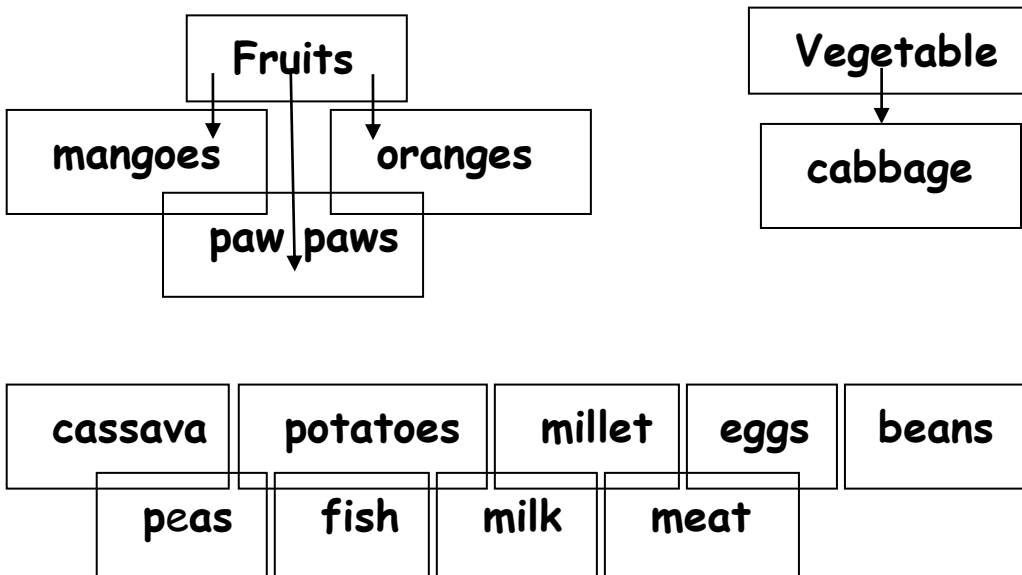 Fruits
Vegetable
mangoes
oranges
cabbage
paw paws
cassava
potatoes
millet
eggs
beans
peas
fish
milk
meat